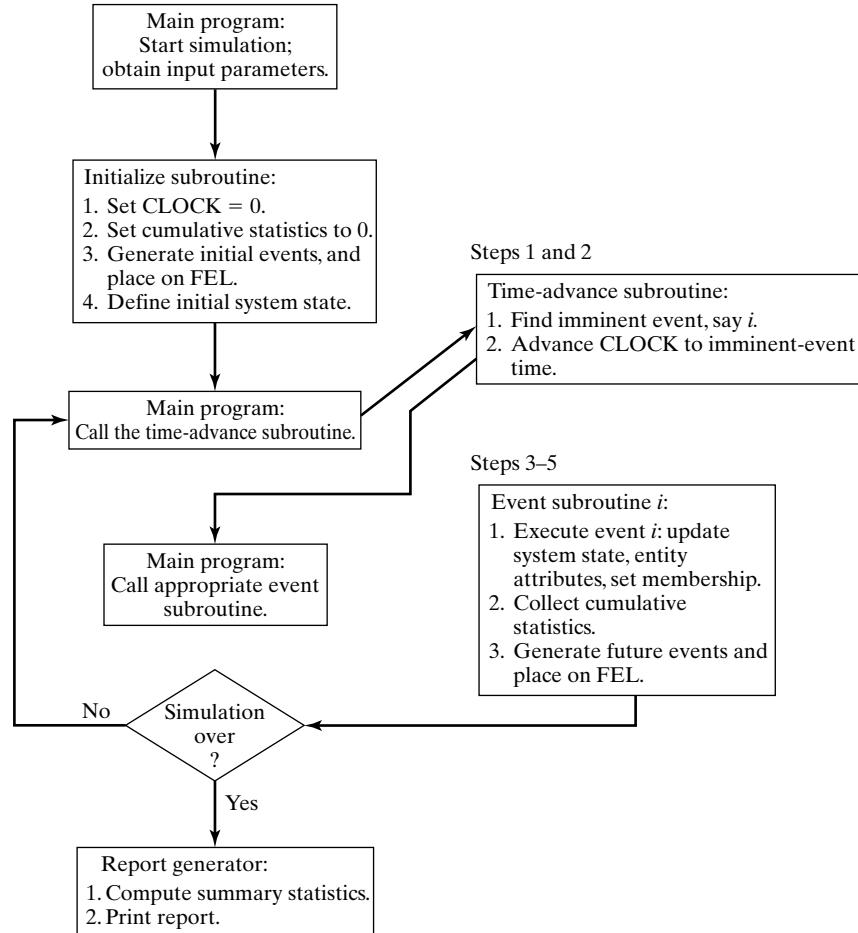 Main program:
Start simulation;
obtain input parameters.
Initialize subroutine:
1. Set CLOCK = 0.
2. Set cumulative statistics to 0.
3. Generate initial events, and
place on FEL.
4. Define initial system state.
Steps 1 and 2
Time-advance subroutine:
1. Find imminent event, say i.
2. Advance CLOCK to imminent-event
time.
Main program:
Call the time-advance subroutine.
Steps 3–5
Event subroutine i:
1. Execute event i: update
system state, entity
attributes, set membership.
2. Collect cumulative
statistics.
3. Generate future events and
place on FEL.
Main program:
Call appropriate event
subroutine.
No
Simulation
over
?
Yes
Report generator:
1. Compute summary statistics.
2. Print report.